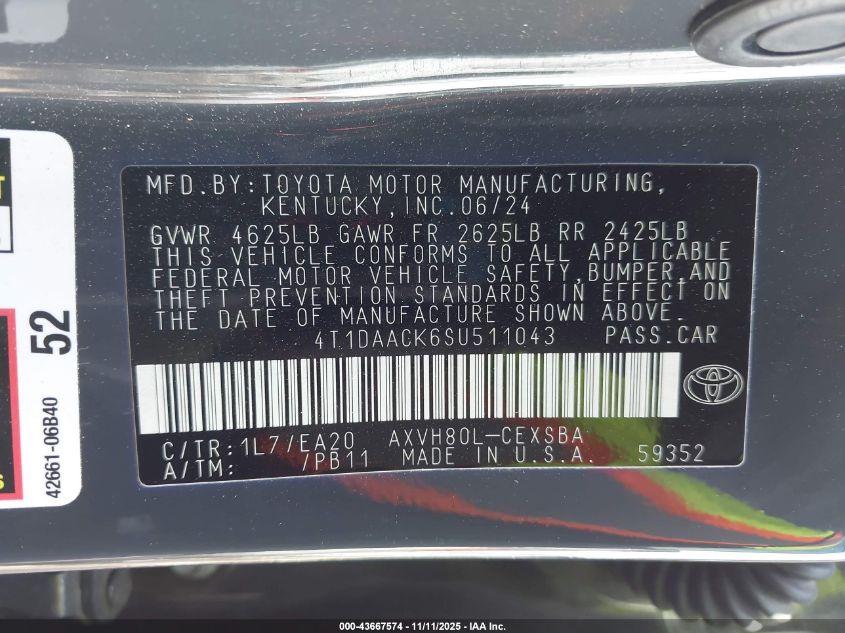 MFD.BY:TOYOTA MOTOR MANUFACTURING,
KENTUCKY,INC.06/24
GVWR 4625LB GAWR FR 2625LB RR 2425LB
THIS VEHICLE CONFORMS TO ALL APPLICABLE
FEDERAL MOTOR VEHICLE SAFETY,BUMPER,AND
THEFT PREVENTION STANDARDS IN EFFECT ON
THE DATE OF MANUFACTURE SHOWN ABOVE.
4T1DAACK6SU511043 PASS.CAR
C/TR:1L7/EA20 AXVH80L-CEXSBA
A/TM: /PB11 MADE IN U.S.A. 59352
52
42661-06B40
T
S
000-43667574 - 11/11/2025 - IAA Inc.